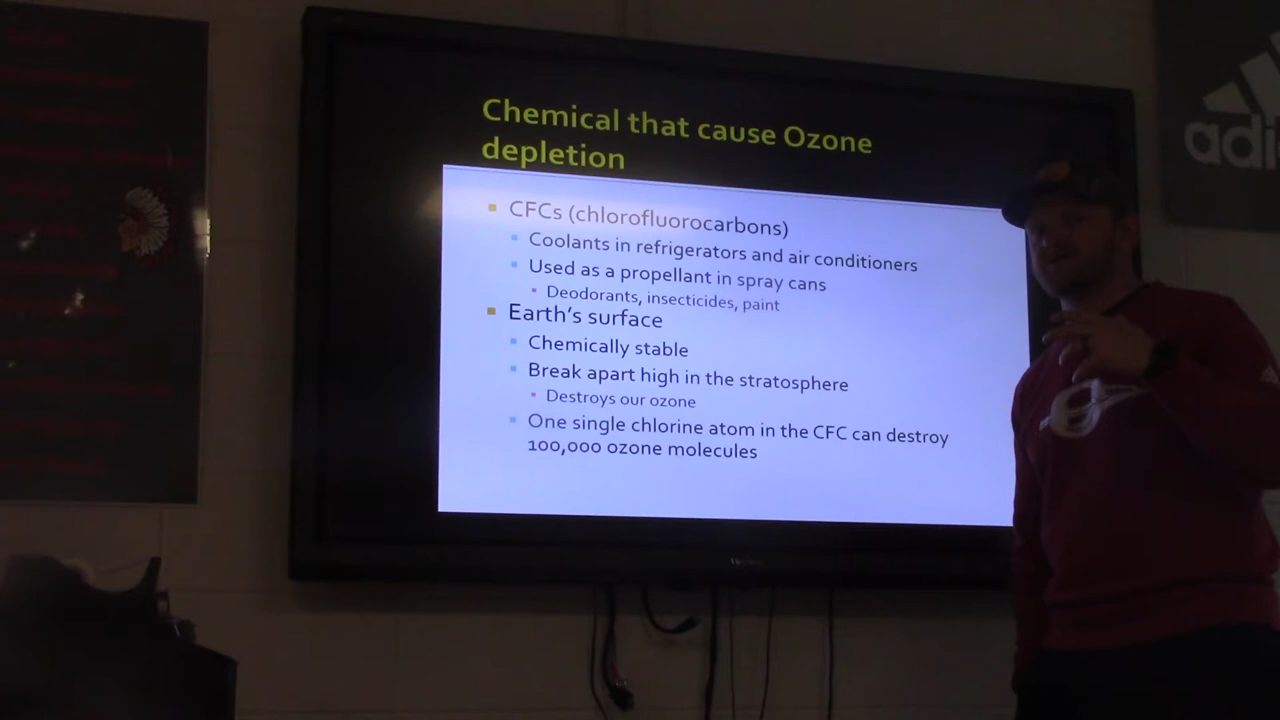 Chemical that cause Ozone
depletion
CFCs (chlorofluorocarbons)
Coolants in refrigerators and air conditioners
Used as a propellant in spray cans
Deodorants, insecticides, paint
Earth's surface
Chemically stable
Break apart high in the stratosphere
Destroys our ozone
One single chlorine atom in the CFC can destroy
100,000 ozone molecules
adi